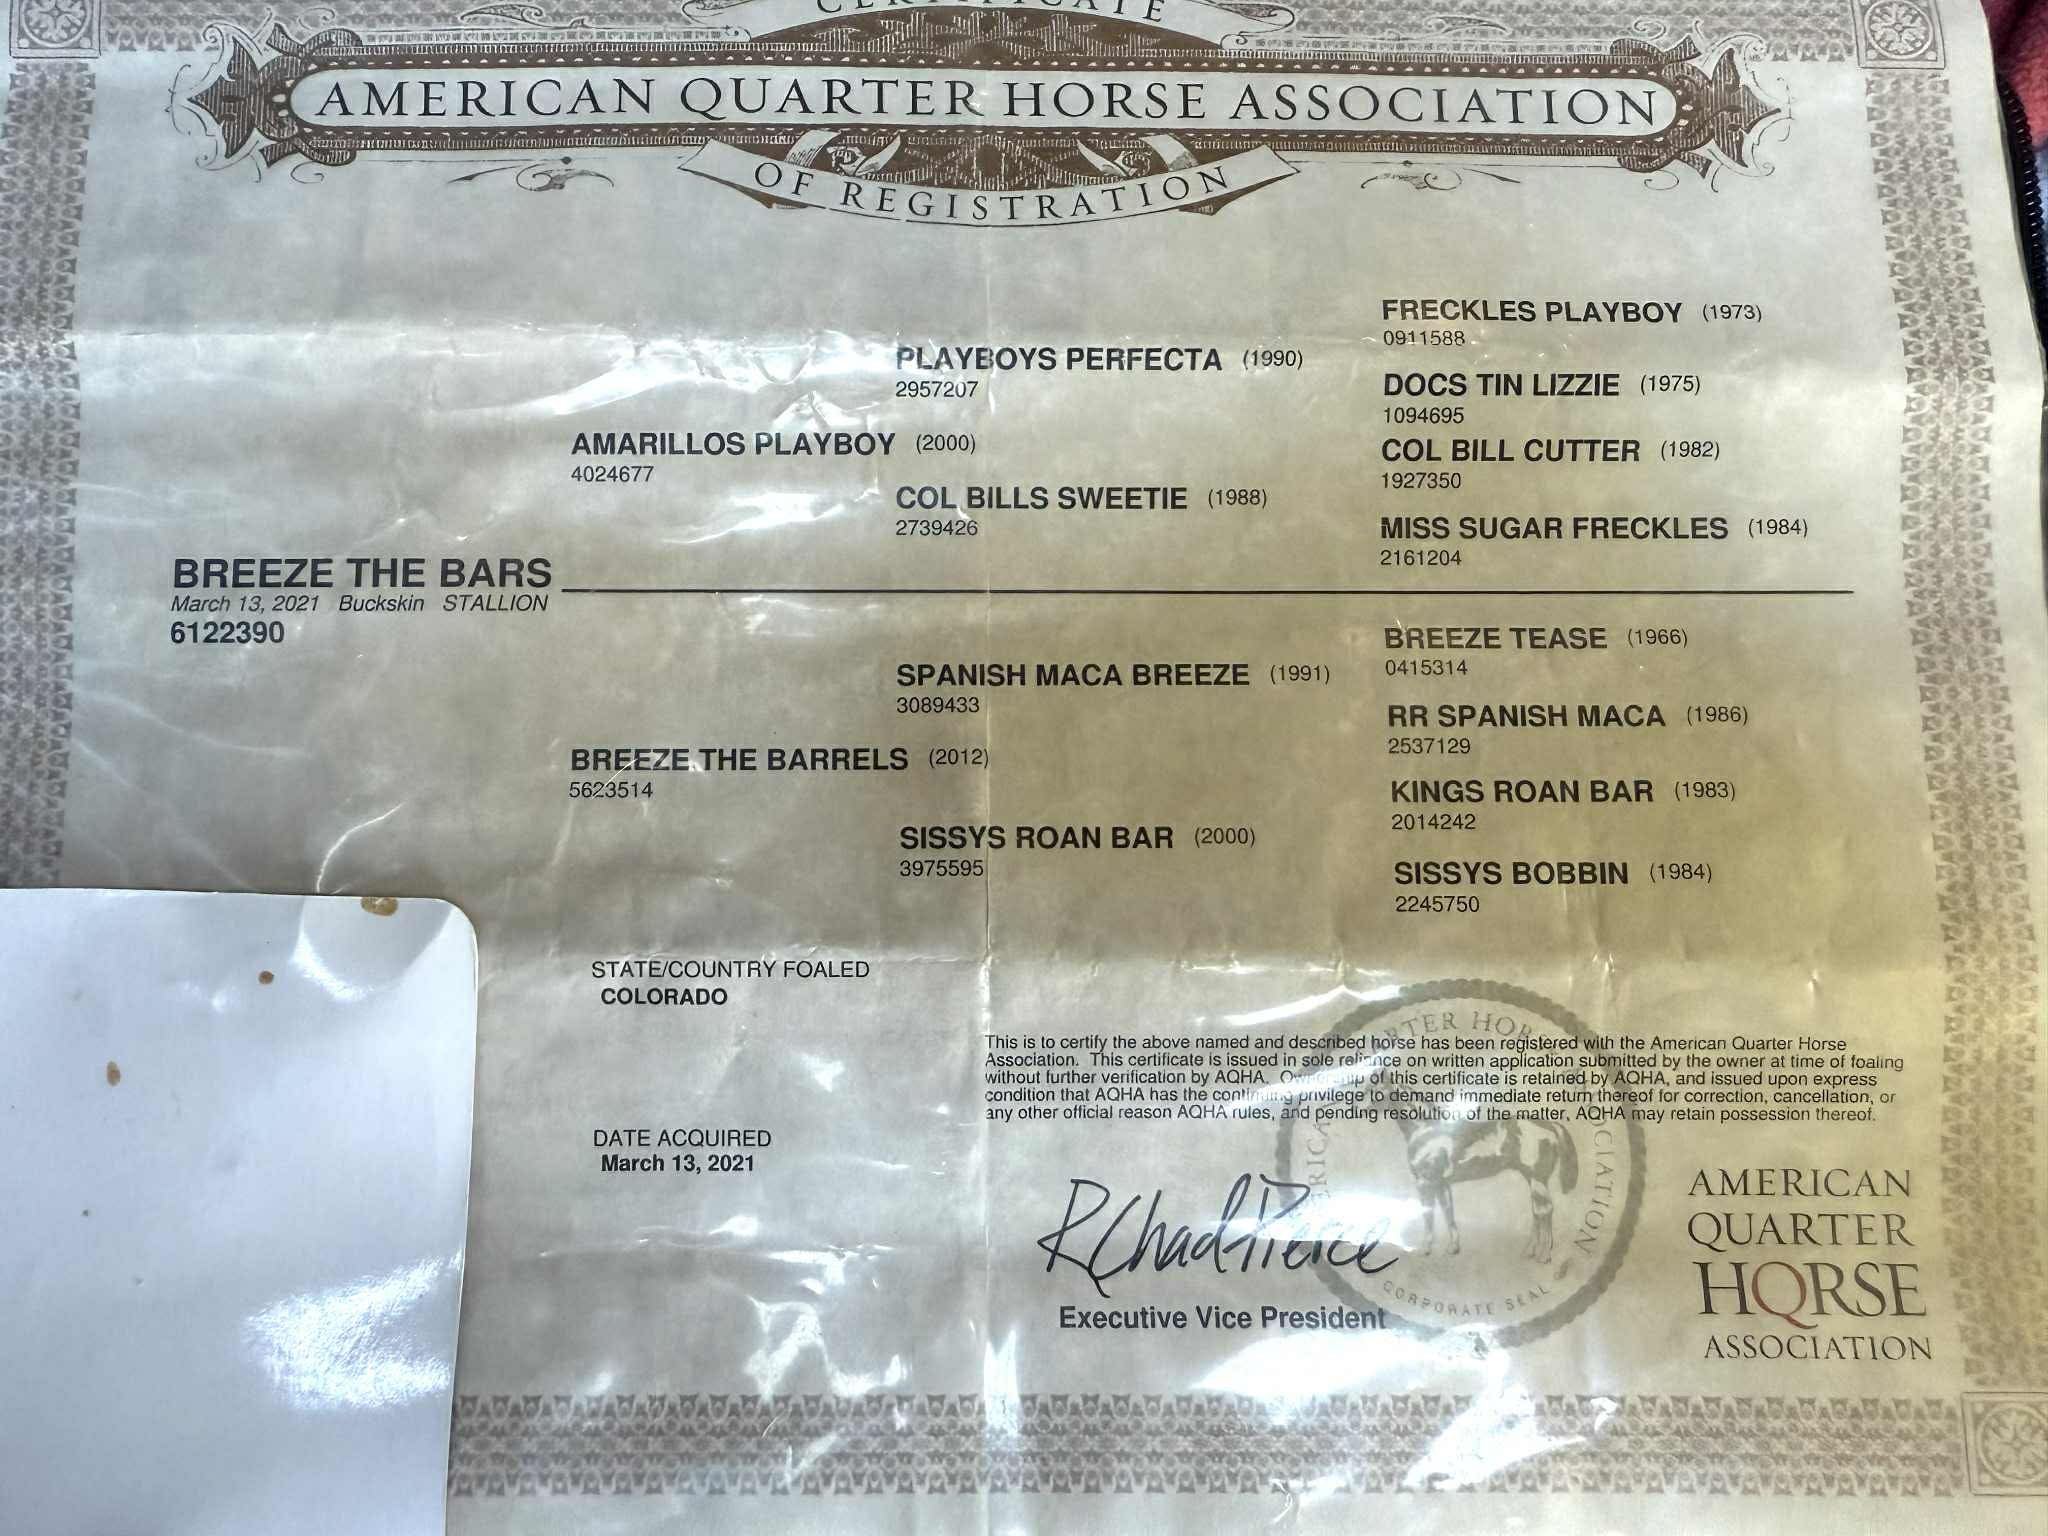 CERTIFICATE
AMERICAN QUARTER HORSE ASSOCIATION
OF REGISTRATION
FRECKLES PLAYBOY (1973)
0911588
PLAYBOYS PERFECTA (1990)
2957207
DOCS TIN LIZZIE (1975)
1094695
AMARILLOS PLAYBOY (2000)
4024677
COL BILL CUTTER (1982)
1927350
COL BILLS SWEETIE (1988)
2739426
MISS SUGAR FRECKLES (1984)
2161204
BREEZE THE BARS
March 13, 2021 Buckskin STALLION
6122390
BREEZE TEASE (1966)
0415314
SPANISH MACA BREEZE (1991)
3089433
RR SPANISH MACA (1986)
2537129
BREEZE THE BARRELS (2012)
5623514
KINGS ROAN BAR (1983)
2014242
SISSYS ROAN BAR (2000)
3975595
SISSYS BOBBIN (1984)
2245750
STATE/COUNTRY FOALED
COLORADO
This is to certify the above named and described horse has been registered with the American Quarter Horse
Association. This certificate is issued in sole reliance on written application submitted by the owner at time of foaling
without further verification by AQHA. Ownership of this certificate is retained by AQHA, and issued upon express
condition that AQHA has the continuing privilege to demand immediate return thereof for correction, cancellation, or
any other official reason AQHA rules, and pending resolution of the matter, AQHA may retain possession thereof.
DATE ACQUIRED
March 13, 2021
R Chad Pierce
Executive Vice President
AMERICAN QUARTER HORSE ASSOCIATION
CORPORATE SEAL
AMERICAN
QUARTER
HORSE
ASSOCIATION